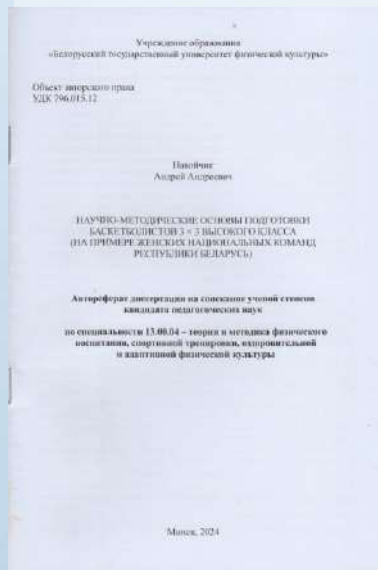 Учреждение образования
«Белорусский государственный университет физической культуры»
Объект авторского права
УДК 796.015.12
Андрей Андреевич
НАУЧНО-МЕТОДИЧЕСКИЕ ОСНОВЫ ПОДГОТОВКИ
БАСКЕТБОЛИСТОВ 3 × 3 ВЫСОКОГО КЛАССА
(НА ПРИМЕРЕ ЖЕНСКИХ НАЦИОНАЛЬНЫХ КОМАНД
РЕСПУБЛИКИ БЕЛАРУСЬ)
Автореферат диссертации на соискание ученой степени
кандидата педагогических наук
по специальности 13.00.04 – теория и методика физического
воспитания, спортивной тренировки, оздоровительной
и адаптивной физической культуры
Минск, 2024